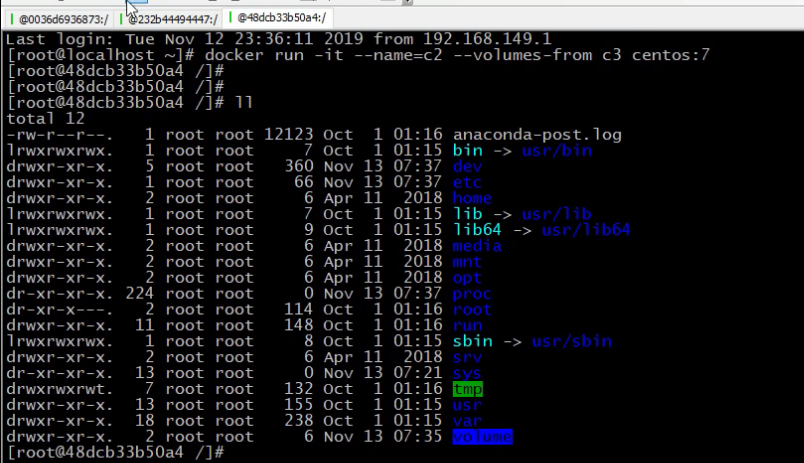 @0036d6936873:/ @232b44494447:/ @48dcb33b50a4:/
Last login: Tue Nov 12 23:36:11 2019 from 192.168.149.1
[root@localhost ~]# docker run -it --name=c2 --volumes-from c3 centos:7
[root@48dcb33b50a4 /]#
[root@48dcb33b50a4 /]#
[root@48dcb33b50a4 /]# ll
total 12
-rw-r--r--. 1 root root 12123 Oct 1 01:16 anaconda-post.log
lrwxrwxrwx. 1 root root 7 Oct 1 01:15 bin -> usr/bin
drwxr-xr-x. 5 root root 360 Nov 13 07:37 dev
drwxr-xr-x. 1 root root 66 Nov 13 07:37 etc
drwxr-xr-x. 2 root root 6 Apr 11 2018 home
lrwxrwxrwx. 1 root root 7 Oct 1 01:15 lib -> usr/lib
lrwxrwxrwx. 1 root root 9 Oct 1 01:15 lib64 -> usr/lib64
drwxr-xr-x. 2 root root 6 Apr 11 2018 media
drwxr-xr-x. 2 root root 6 Apr 11 2018 mnt
drwxr-xr-x. 2 root root 6 Apr 11 2018 opt
dr-xr-xr-x. 224 root root 0 Nov 13 07:37 proc
dr-xr-x---. 2 root root 114 Oct 1 01:16 root
drwxr-xr-x. 11 root root 148 Oct 1 01:16 run
lrwxrwxrwx. 1 root root 8 Oct 1 01:15 sbin -> usr/sbin
drwxr-xr-x. 2 root root 6 Apr 11 2018 srv
dr-xr-xr-x. 13 root root 0 Nov 13 07:21 sys
drwxrwxrwt. 7 root root 132 Oct 1 01:16 tmp
drwxr-xr-x. 13 root root 155 Oct 1 01:15 usr
drwxr-xr-x. 18 root root 238 Oct 1 01:15 var
drwxr-xr-x. 2 root root 6 Nov 13 07:35 volume
[root@48dcb33b50a4 /]#